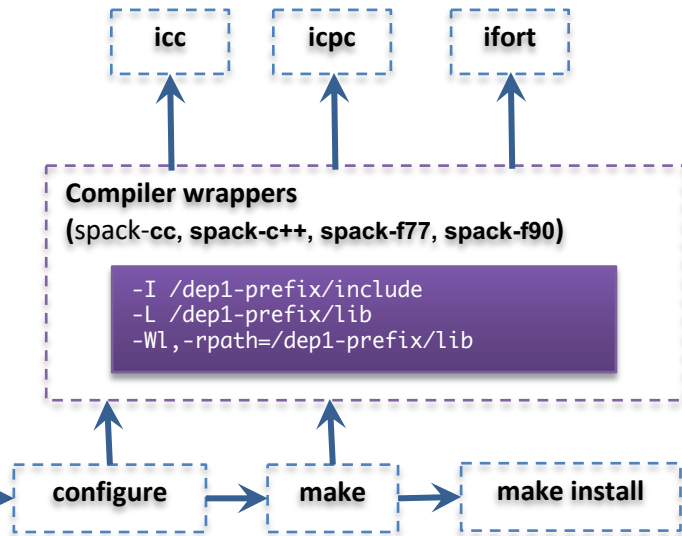 icc
icpc
ifort
Compiler wrappers
(spack-cc, spack-c++, spack-f77, spack-f90)
-I /dep1-prefix/include
-L /dep1-prefix/lib
-Wl,-rpath=/dep1-prefix/lib
configure
make
make install